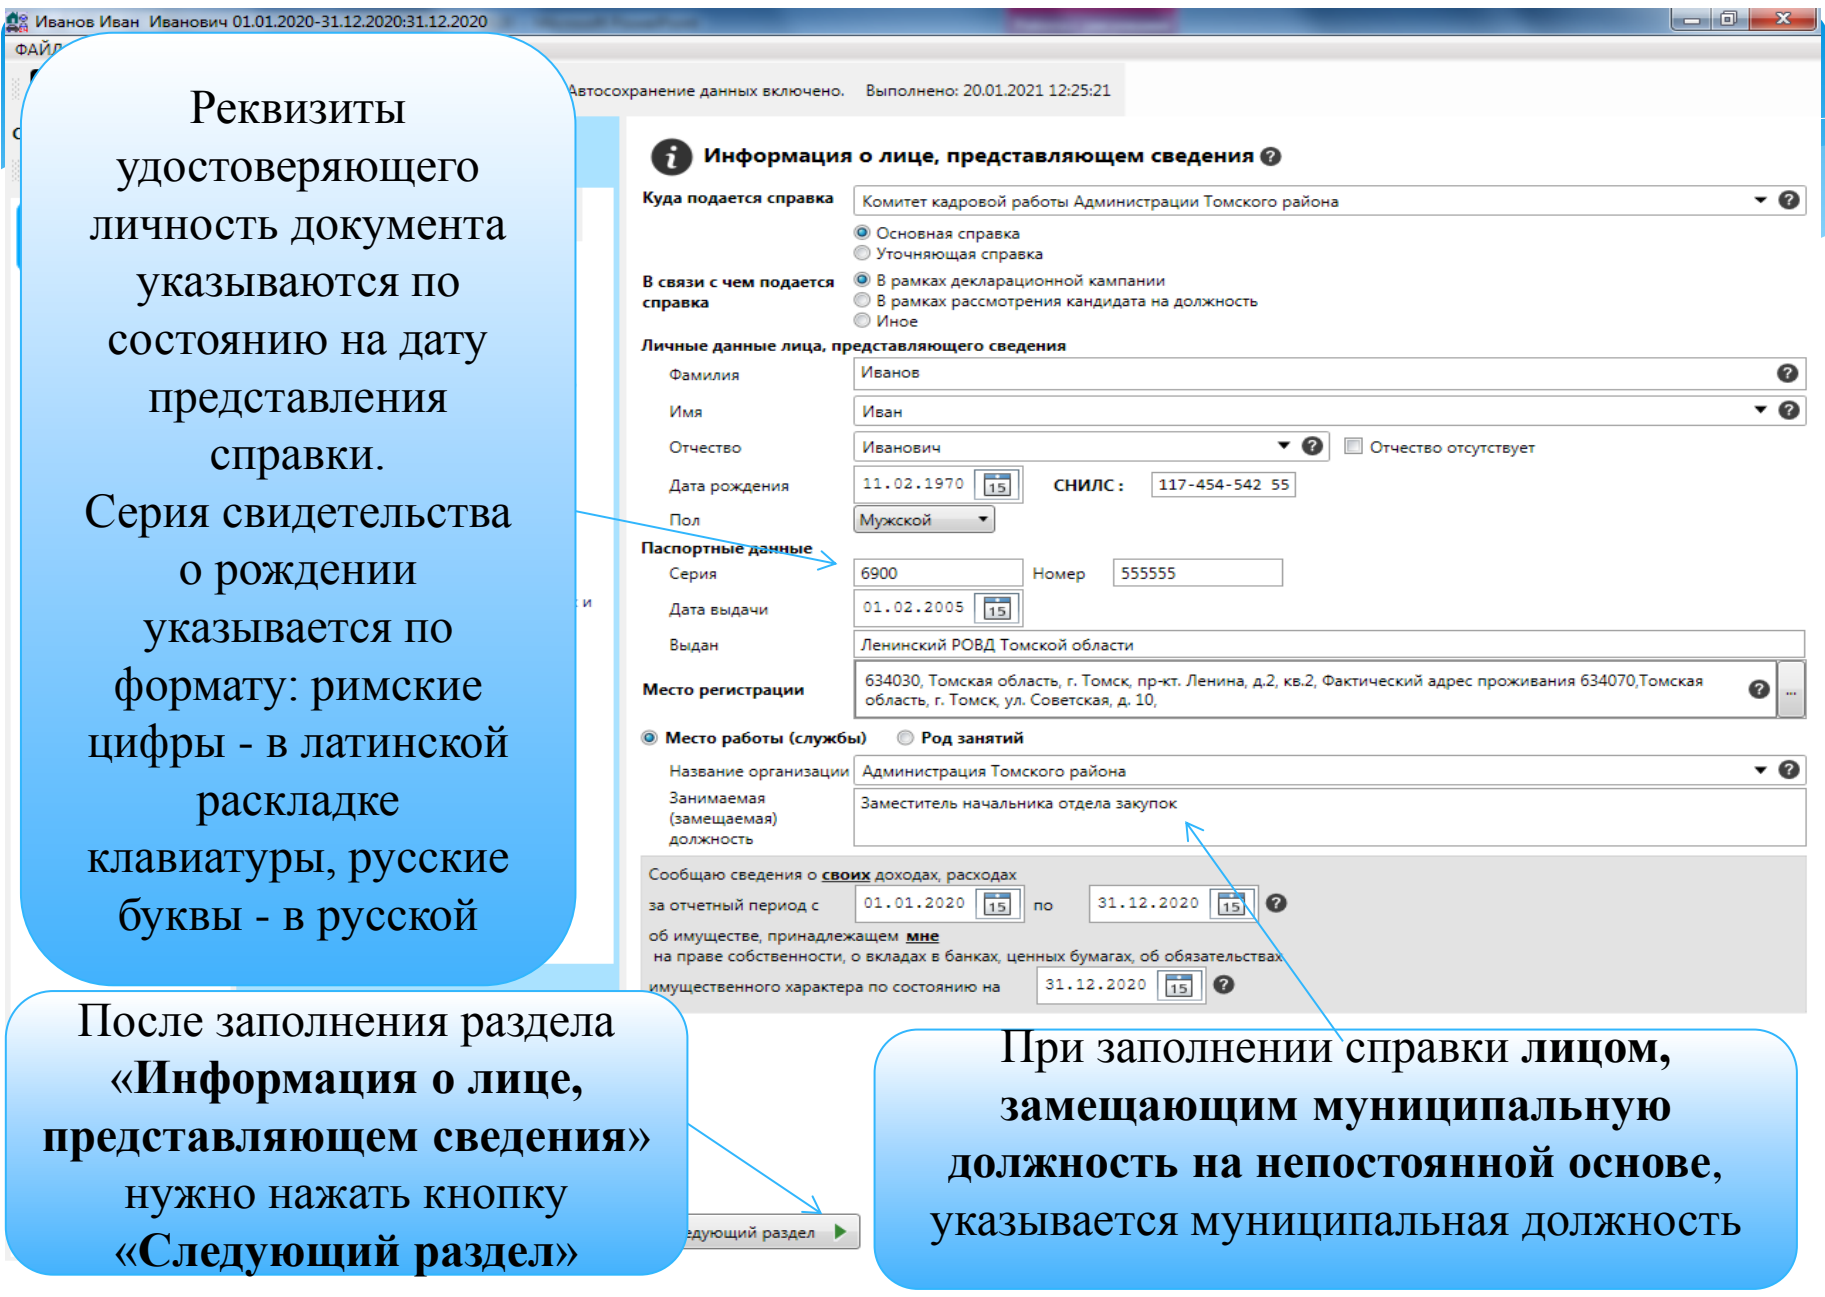 Иванов Иван Иванович 01.01.2020-31.12.2020:31.12.2020
Автосохранение данных включено. Выполнено: 20.01.2021 12:25:21
Реквизиты
удостоверяющего
личность документа
указываются по
состоянию на дату
представления
справки.
Серия свидетельства
о рождении
указывается по
формату: римские
цифры - в латинской
раскладке
клавиатуры, русские
буквы - в русской
и
Информация о лице, представляющем сведения
Куда подается справка Комитет кадровой работы Администрации Томского района
Основная справка
Уточняющая справка
В связи с чем подается справка
В рамках декларационной кампании
В рамках рассмотрения кандидата на должность
Иное
Личные данные лица, представляющего сведения
Фамилия Иванов
Имя Иван
Отчество Иванович Отчество отсутствует
Дата рождения 11.02.1970 15 СНИЛС: 117-454-542 55
Пол Мужской
Паспортные данные
Серия 6900 Номер 555555
Дата выдачи 01.02.2005 15
Выдан Ленинский РОВД Томской области
Место регистрации
634030, Томская область, г. Томск, пр-кт. Ленина, д.2, кв.2, Фактический адрес проживания 634070,Томская
область, г. Томск, ул. Советская, д. 10,
...
Место работы (службы) Род занятий
Название организации Администрация Томского района
Занимаемая
(замещаемая)
должность
Заместитель начальника отдела закупок
Сообщаю сведения о своих доходах, расходах
за отчетный период с 01.01.2020 15 по 31.12.2020 15
об имуществе, принадлежащем мне
на праве собственности, о вкладах в банках, ценных бумагах, об обязательствах
имущественного характера по состоянию на 31.12.2020 15
После заполнения раздела
«Информация о лице,
представляющем сведения»
нужно нажать кнопку
«Следующий раздел»
раздел
При заполнении справки лицом,
замещающим муниципальную
должность на непостоянной основе,
указывается муниципальная должность